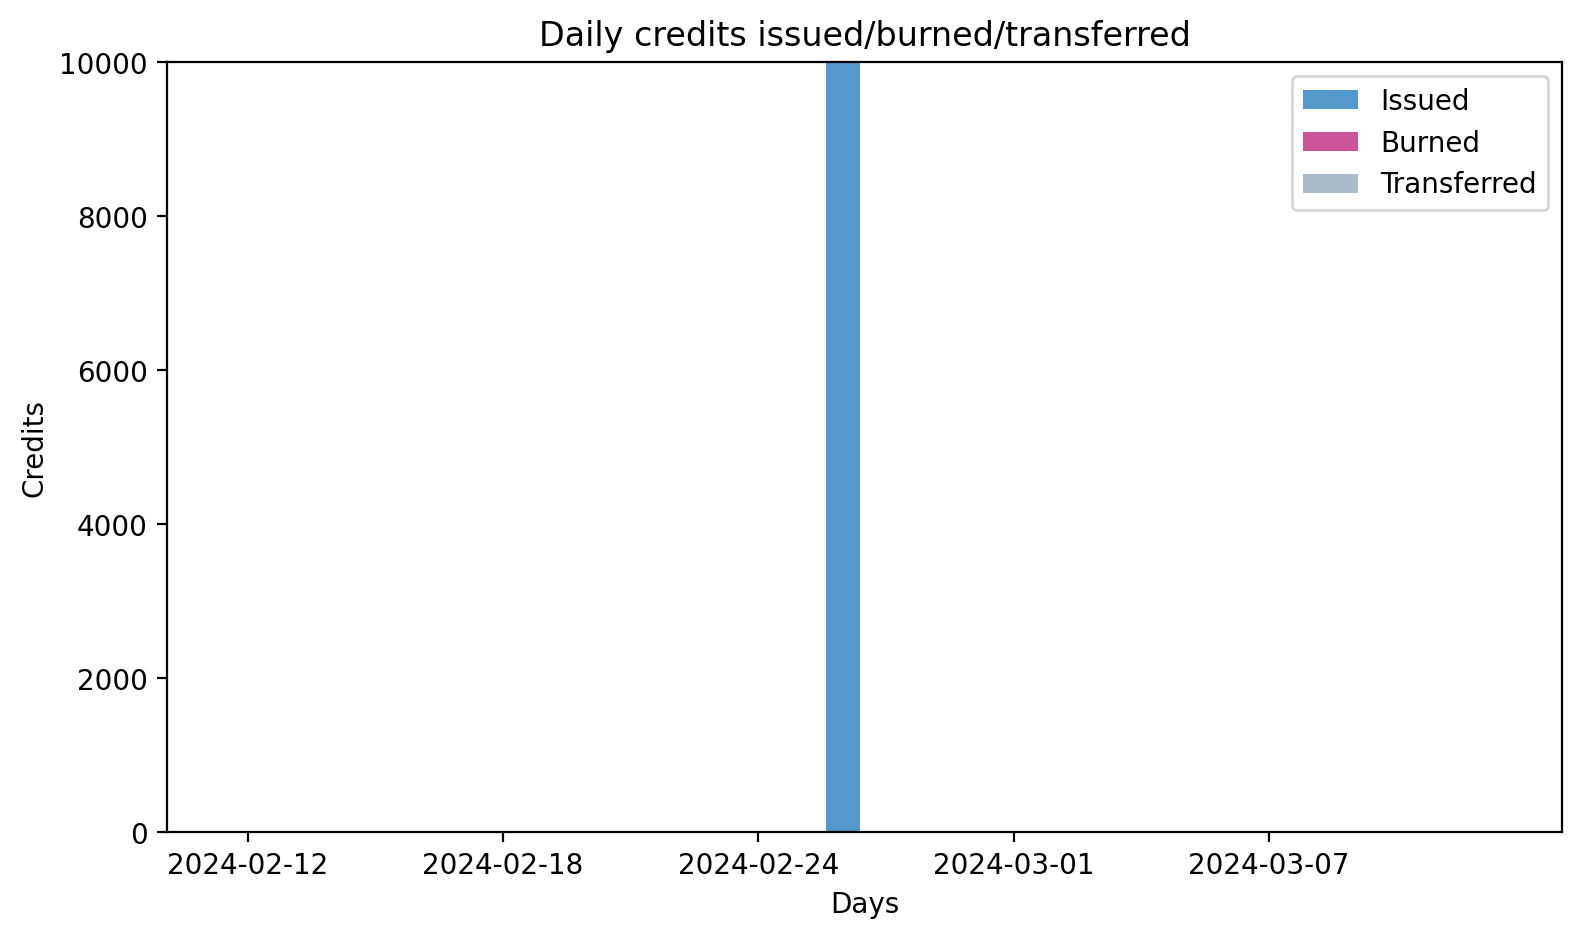 Daily credits issued/burned/transferred
10000
8000
6000
4000
2000
0
Credits
Issued
Burned
Transferred
2024-02-12
2024-02-18
2024-02-24
2024-03-01
2024-03-07
Days